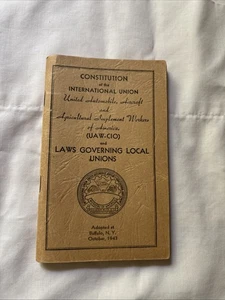 CONSTITUTION
of the
INTERNATIONAL UNION
United Automobile, Aircraft
and
Agricultural Implement Workers
of America,
(UAW-CIO)
and
LAWS GOVERNING LOCAL
UNIONS
Adopted at
Buffalo, N. Y.
October, 1943